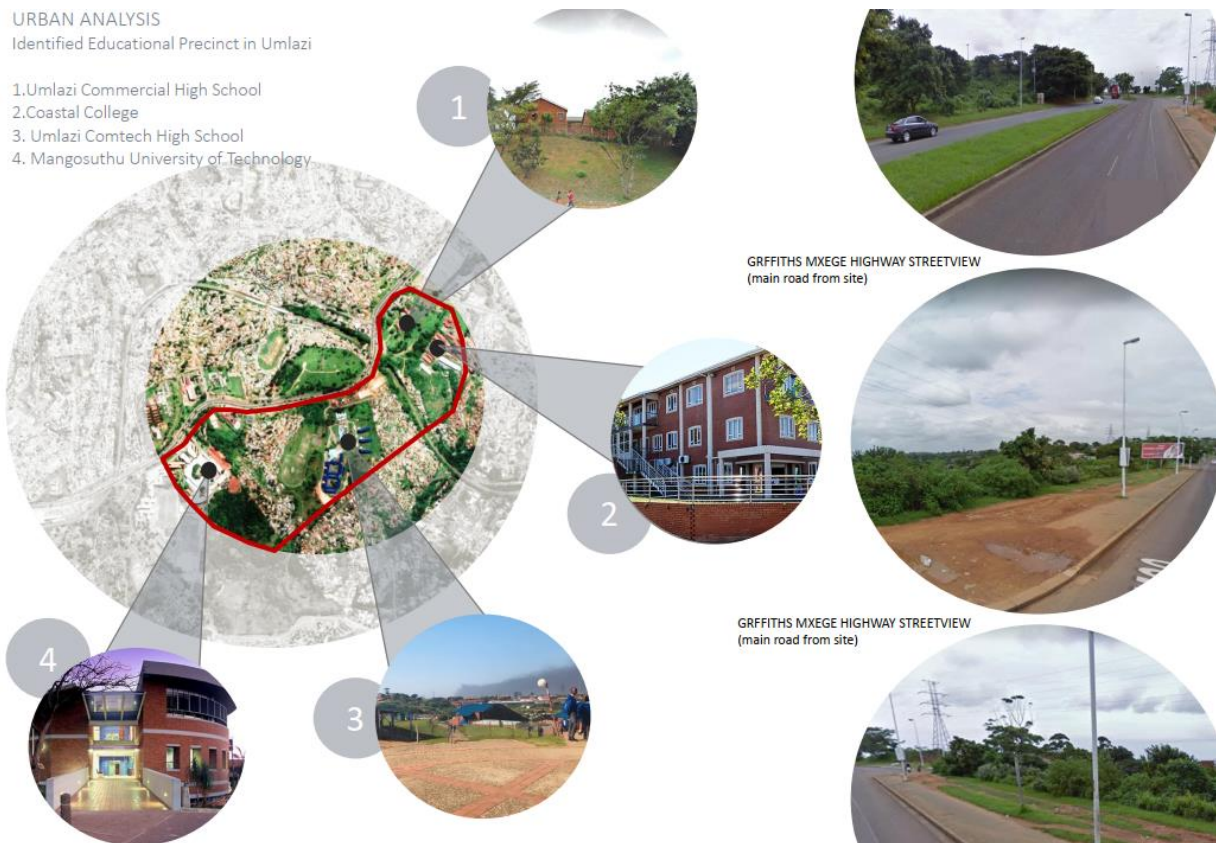 URBAN ANALYSIS
Identified Educational Precinct in Umlazi
1.Umlazi Commercial High School
2.Coastal College
3. Umlazi Comtech High School
4. Mangosuthu University of Technology
1
GRFFITHS MXEGE HIGHWAY STREETVIEW
(main road from site)
2
GRFFITHS MXEGE HIGHWAY STREETVIEW
(main road from site)
4
3